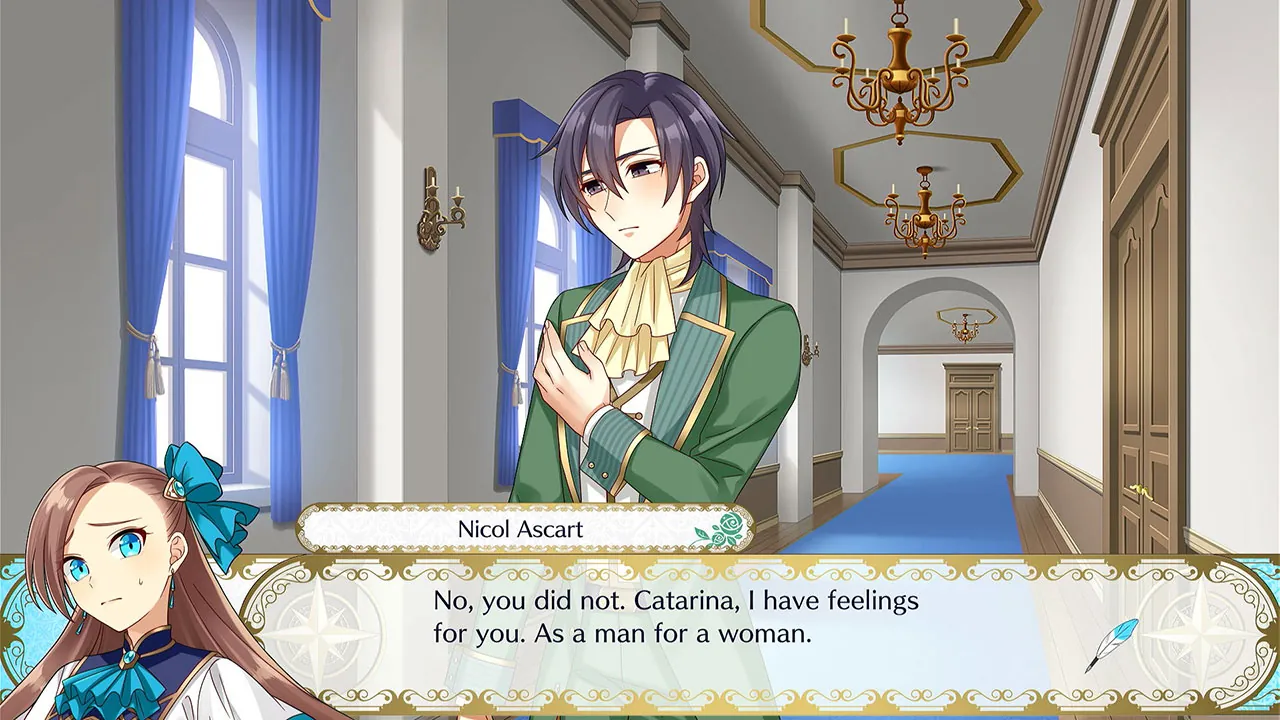 Nicol Ascart
No, you did not. Catarina, I have feelings
for you. As a man for a woman.